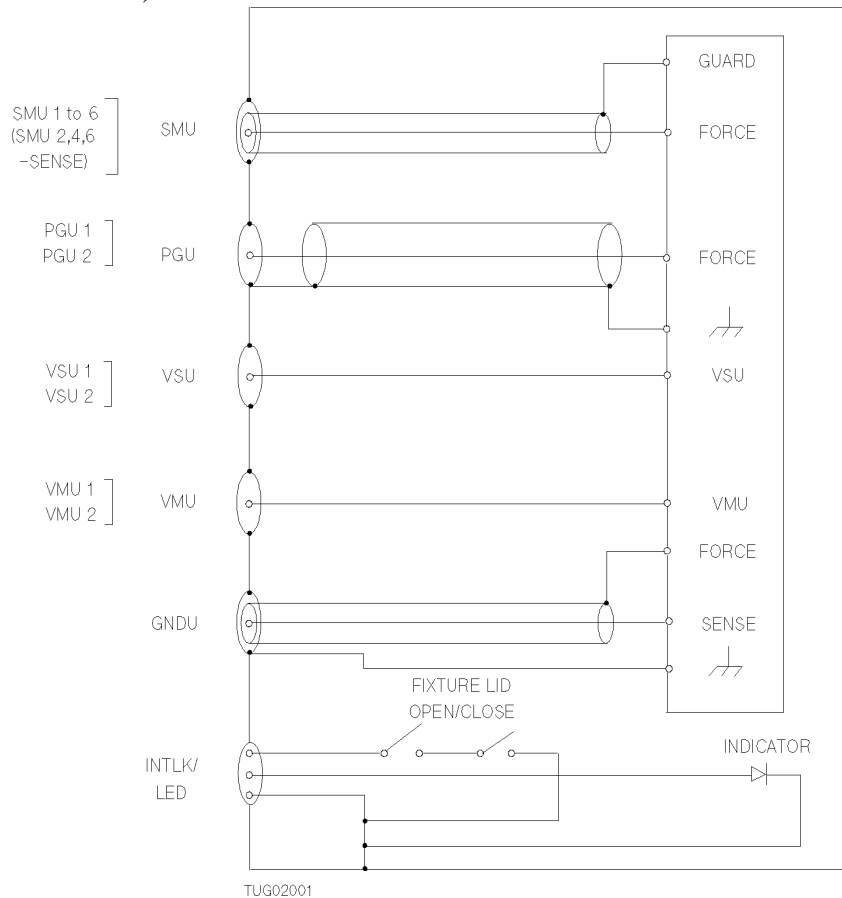 GUARD
SMU 1 to 6
(SMU 2,4,6
-SENSE)
SMU
FORCE
PGU 1
PGU 2
PGU
FORCE
VSU 1
VSU 2
VSU
VSU
VMU 1
VMU 2
VMU
VMU
FORCE
GNDU
SENSE
FIXTURE LID
OPEN/CLOSE
INDICATOR
INTLK/
LED
TUG02001